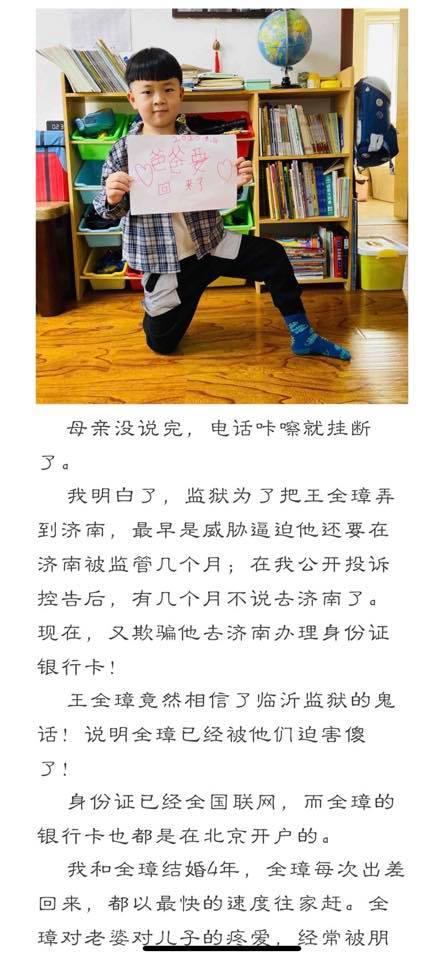 2020.4.
爸爸要
回来了
母亲没说完，电话咔嚓就挂断
了。
我明白了，监狱为了把王全璋弄
到济南，最早是威胁逼迫他还要在
济南被监管几个月；在我公开投诉
控告后，有几个月不说去济南了。
现在，又欺骗他去济南办理身份证
银行卡！
王全璋竟然相信了临沂监狱的鬼
话！说明全璋已经被他们迫害傻
了！
身份证已经全国联网，而全璋的
银行卡也都是在北京开户的。
我和全璋结婚4年，全璋每次出差
回来，都以最快的速度往家赶。全
璋对老婆对儿子的疼爱，经常被朋